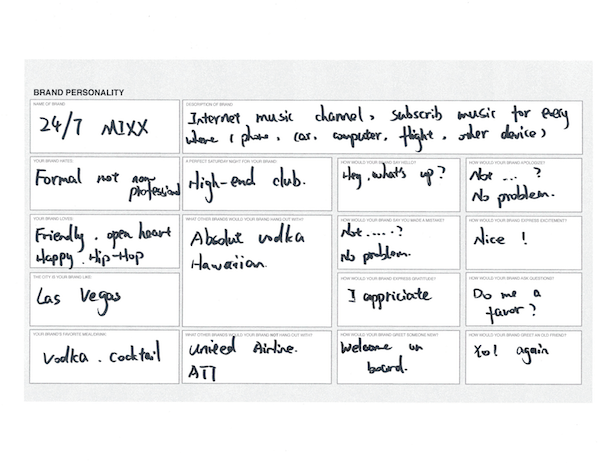 BRAND PERSONALITY
NAME OF BRAND
24/7 MIXX
DESCRIPTION OF BRAND
Internet music channel, subscrib music for every
where ( phone, car, computer, flight, other device)
YOUR BRAND HATES:
Formal not non-
professional
A PERFECT SATURDAY NIGHT FOR YOUR BRAND:
High-end club.
HOW WOULD YOUR BRAND SAY HELLO?
Hey, what's up?
HOW WOULD YOUR BRAND APOLOGIZE?
Not ... ?
No problem.
YOUR BRAND LOVES:
Friendly. open heart
Happy. Hip-Hop
WHAT OTHER BRANDS WOULD YOUR BRAND HANG OUT WITH?
Absolut vodka
Hawaiian.
HOW WOULD YOUR BRAND SAY YOU MADE A MISTAKE?
Not.....?
No problem.
HOW WOULD YOUR BRAND EXPRESS EXCITEMENT?
Nice !
THE CITY IS YOUR BRAND LIKE:
Las Vegas
HOW WOULD YOUR BRAND EXPRESS GRATITUDE?
I appriciate
HOW WOULD YOUR BRAND ASK QUESTIONS?
Do me a
favor?
YOUR BRAND'S FAVORITE MEAL/DRINK:
Vodka. cocktail
WHAT OTHER BRANDS WOULD YOUR BRAND NOT HANG OUT WITH?
United Airline.
HOW WOULD YOUR BRAND GREET SOMEONE NEW?
Welcome on
board.
HOW WOULD YOUR BRAND GREET AN OLD FRIEND?
Yo! again